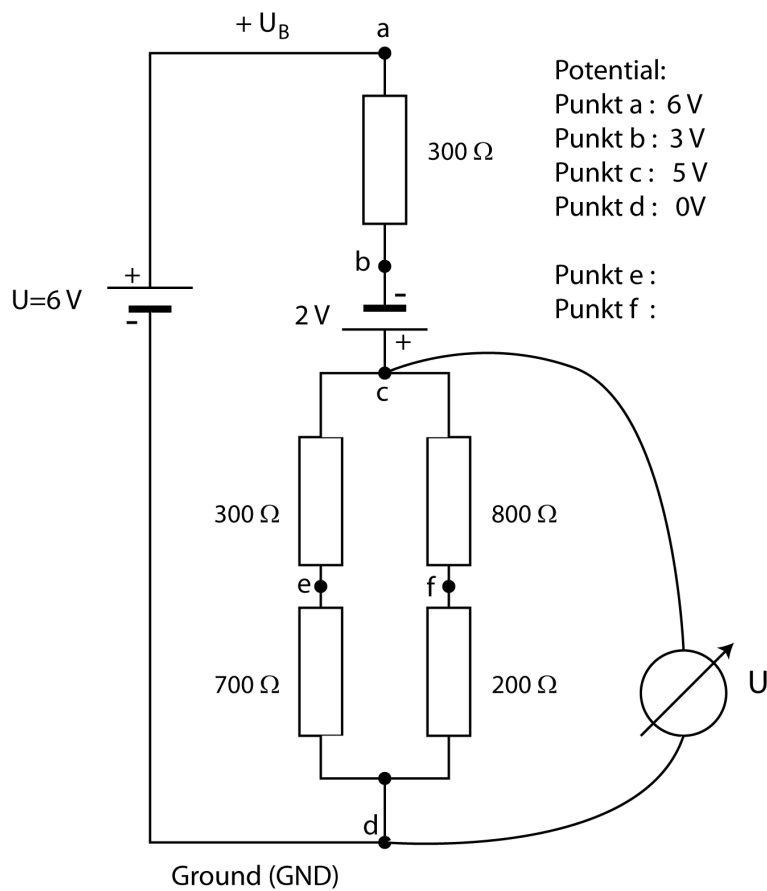 + U_B
a
Potential:
Punkt a : 6 V
Punkt b : 3 V
Punkt c : 5 V
Punkt d : 0V
Punkt e :
Punkt f :
300 Ω
b
+
U=6 V
-
-
2 V
+
c
300 Ω
800 Ω
e
f
700 Ω
200 Ω
U
d
Ground (GND)